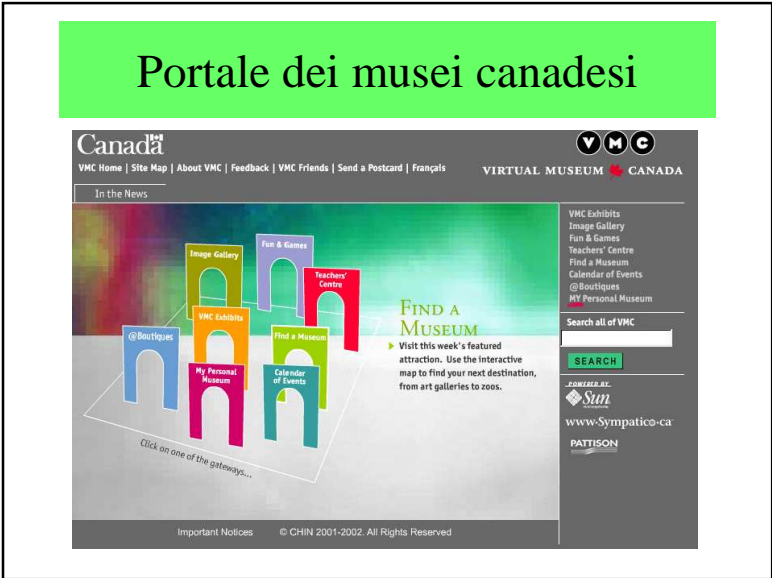 Portale dei musei canadesi
Canada
VMC Home | Site Map | About VMC | Feedback | VMC Friends | Send a Postcard | Français
VMC
VIRTUAL MUSEUM CANADA
In the News
Image Gallery
Fun & Games
Teachers'
Centre
@Boutiques
VMC Exhibits
Find a Museum
My Personal
Museum
Calendar
of Events
Click on one of the gateways...
FIND A
MUSEUM
Visit this week's featured
attraction. Use the interactive
map to find your next destination,
from art galleries to zoos.
VMC Exhibits
Image Gallery
Fun & Games
Teachers' Centre
Find a Museum
Calendar of Events
@Boutiques
MY Personal Museum
Search all of VMC
SEARCH
POWERED BY
Sun
www.Sympatico.ca
PATTISON
Important Notices © CHIN 2001-2002. All Rights Reserved